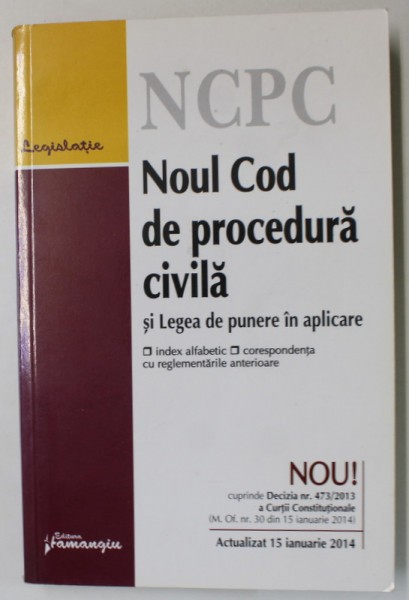 NCPC
Legislație
Noul Cod
de procedură
civilă
și Legea de punere în aplicare
❒ index alfabetic ❒ corespondența
cu reglementările anterioare
NOU!
cuprinde Decizia nr. 473/2013
a Curții Constituționale
(M. Of. nr. 30 din 15 ianuarie 2014)
Actualizat 15 ianuarie 2014
Editura
Hamangiu